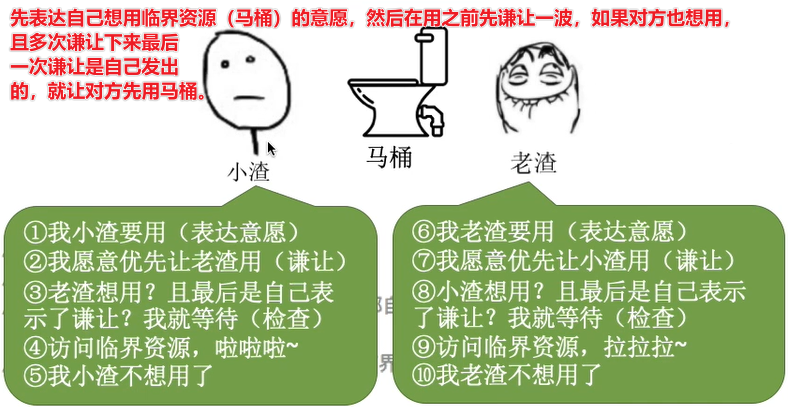 先表达自己想用临界资源（马桶）的意愿，然后在用之前先谦让一波，如果对方也想用，
且多次谦让下来最后
一次谦让是自己发出
的，就让对方先用马桶。
小渣
马桶
老渣
①我小渣要用（表达意愿）
②我愿意优先让老渣用（谦让）
③老渣想用？且最后是自己表
示了谦让？我就等待（检查）
④访问临界资源，啦啦啦~
⑤我小渣不想用了
⑥我老渣要用（表达意愿）
⑦我愿意优先让小渣用（谦让）
⑧小渣想用？且最后是自己表示
了谦让？我就等待（检查）
⑨访问临界资源，拉拉拉~
⑩我老渣不想用了